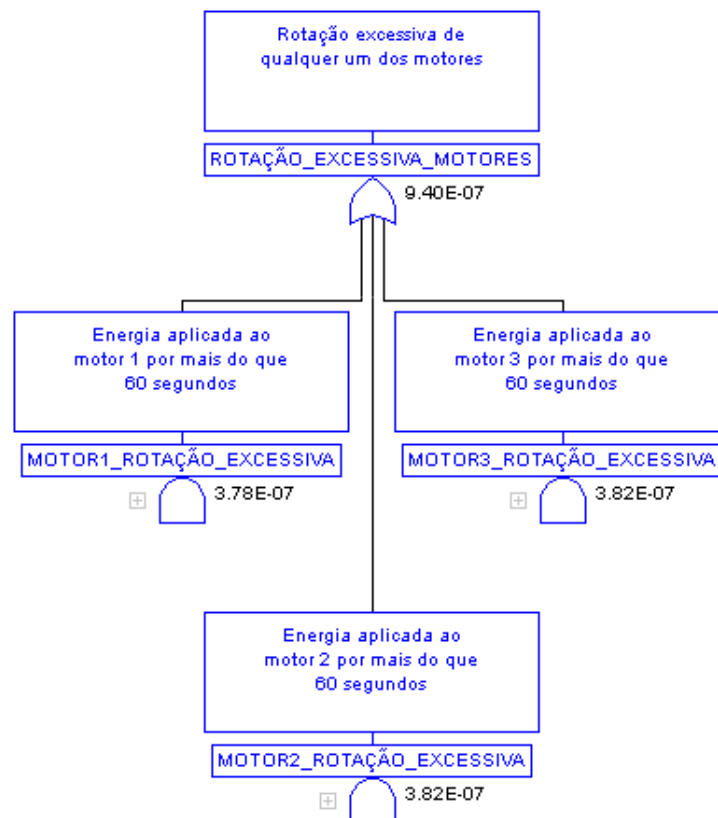 Rotação excessiva de
qualquer um dos motores
ROTAÇÃO_EXCESSIVA_MOTORES
9.40E-07
Energia aplicada ao
motor 1 por mais do que
60 segundos
MOTOR1_ROTAÇÃO_EXCESSIVA
3.78E-07
Energia aplicada ao
motor 3 por mais do que
60 segundos
MOTOR3_ROTAÇÃO_EXCESSIVA
3.82E-07
Energia aplicada ao
motor 2 por mais do que
60 segundos
MOTOR2_ROTAÇÃO_EXCESSIVA
3.82E-07